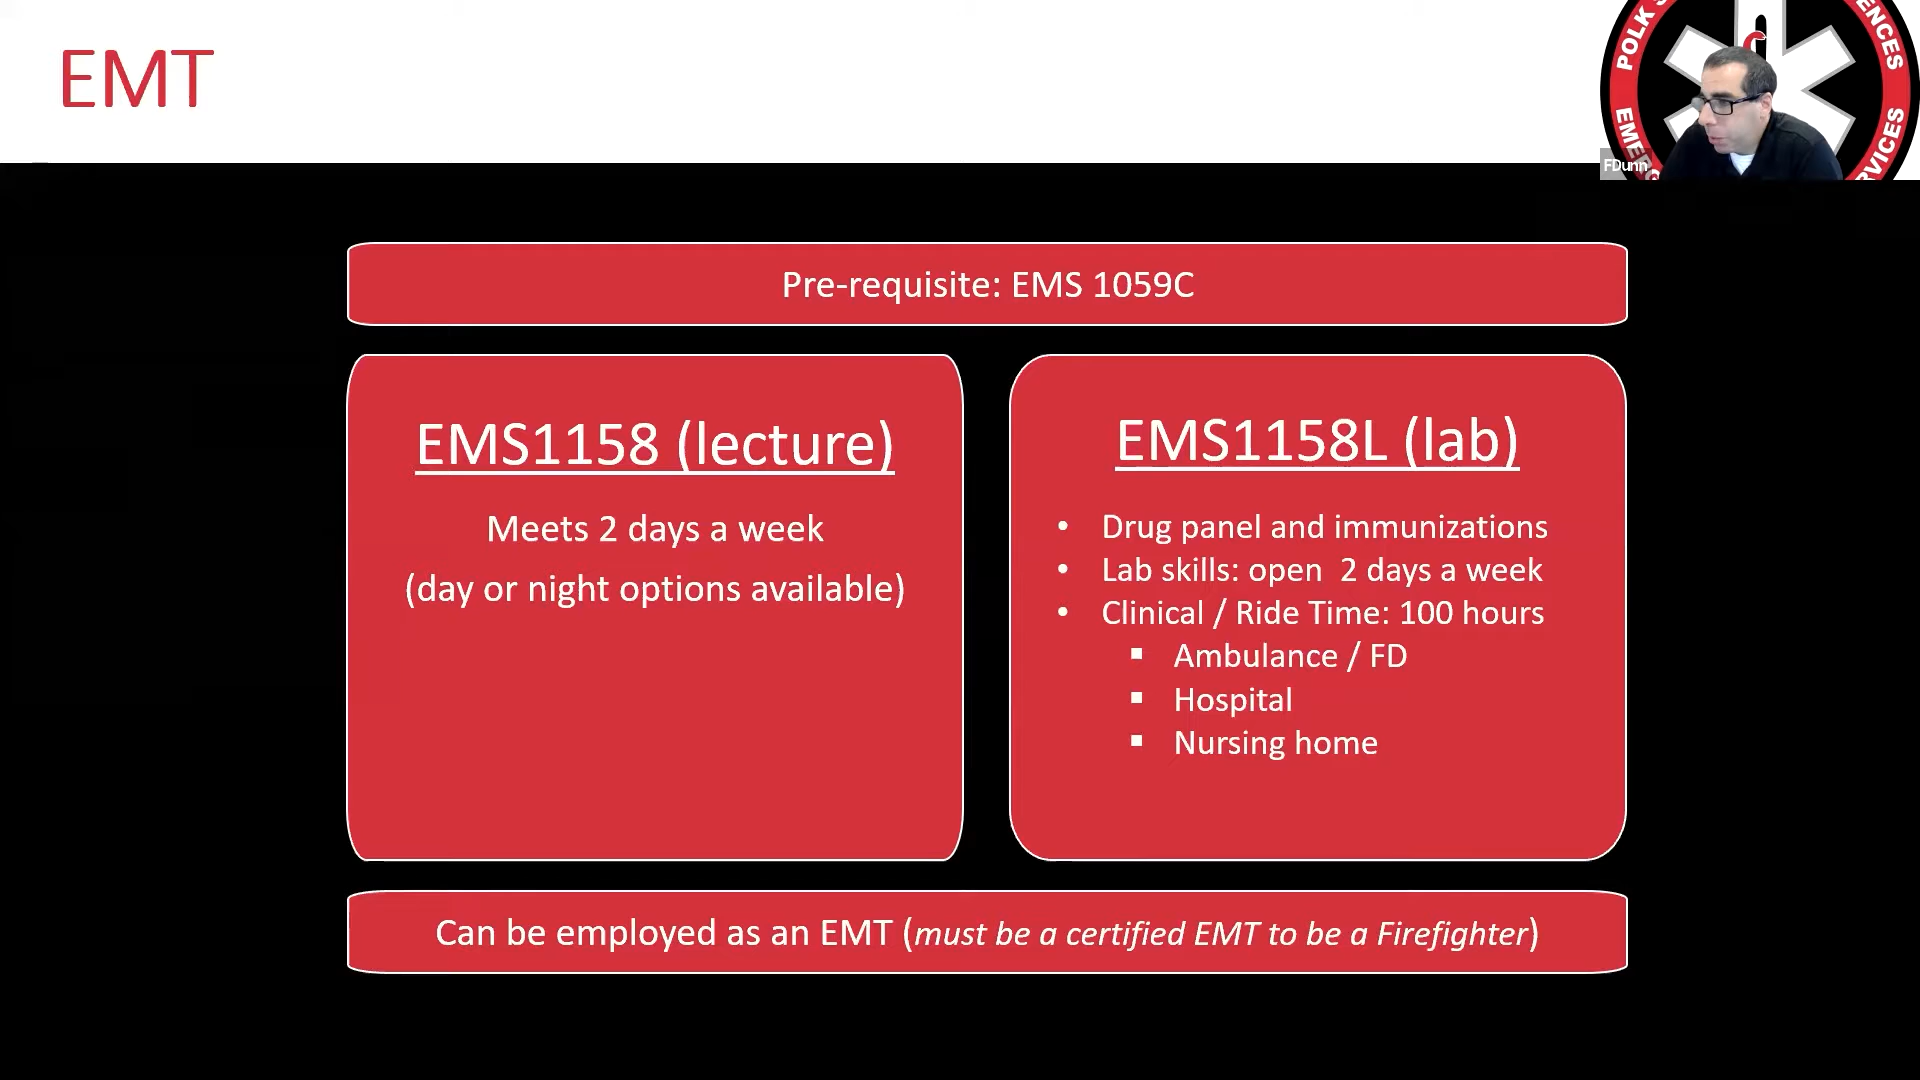 EMT
POLK S
ENCES
EMERG
RVICES
FDunn
Pre-requisite: EMS 1059C
EMS1158 (lecture)
Meets 2 days a week
(day or night options available)
EMS1158L (lab)
• Drug panel and immunizations
• Lab skills: open  2 days a week
• Clinical / Ride Time: 100 hours
▪ Ambulance / FD
▪ Hospital
▪ Nursing home
Can be employed as an EMT (must be a certified EMT to be a Firefighter)